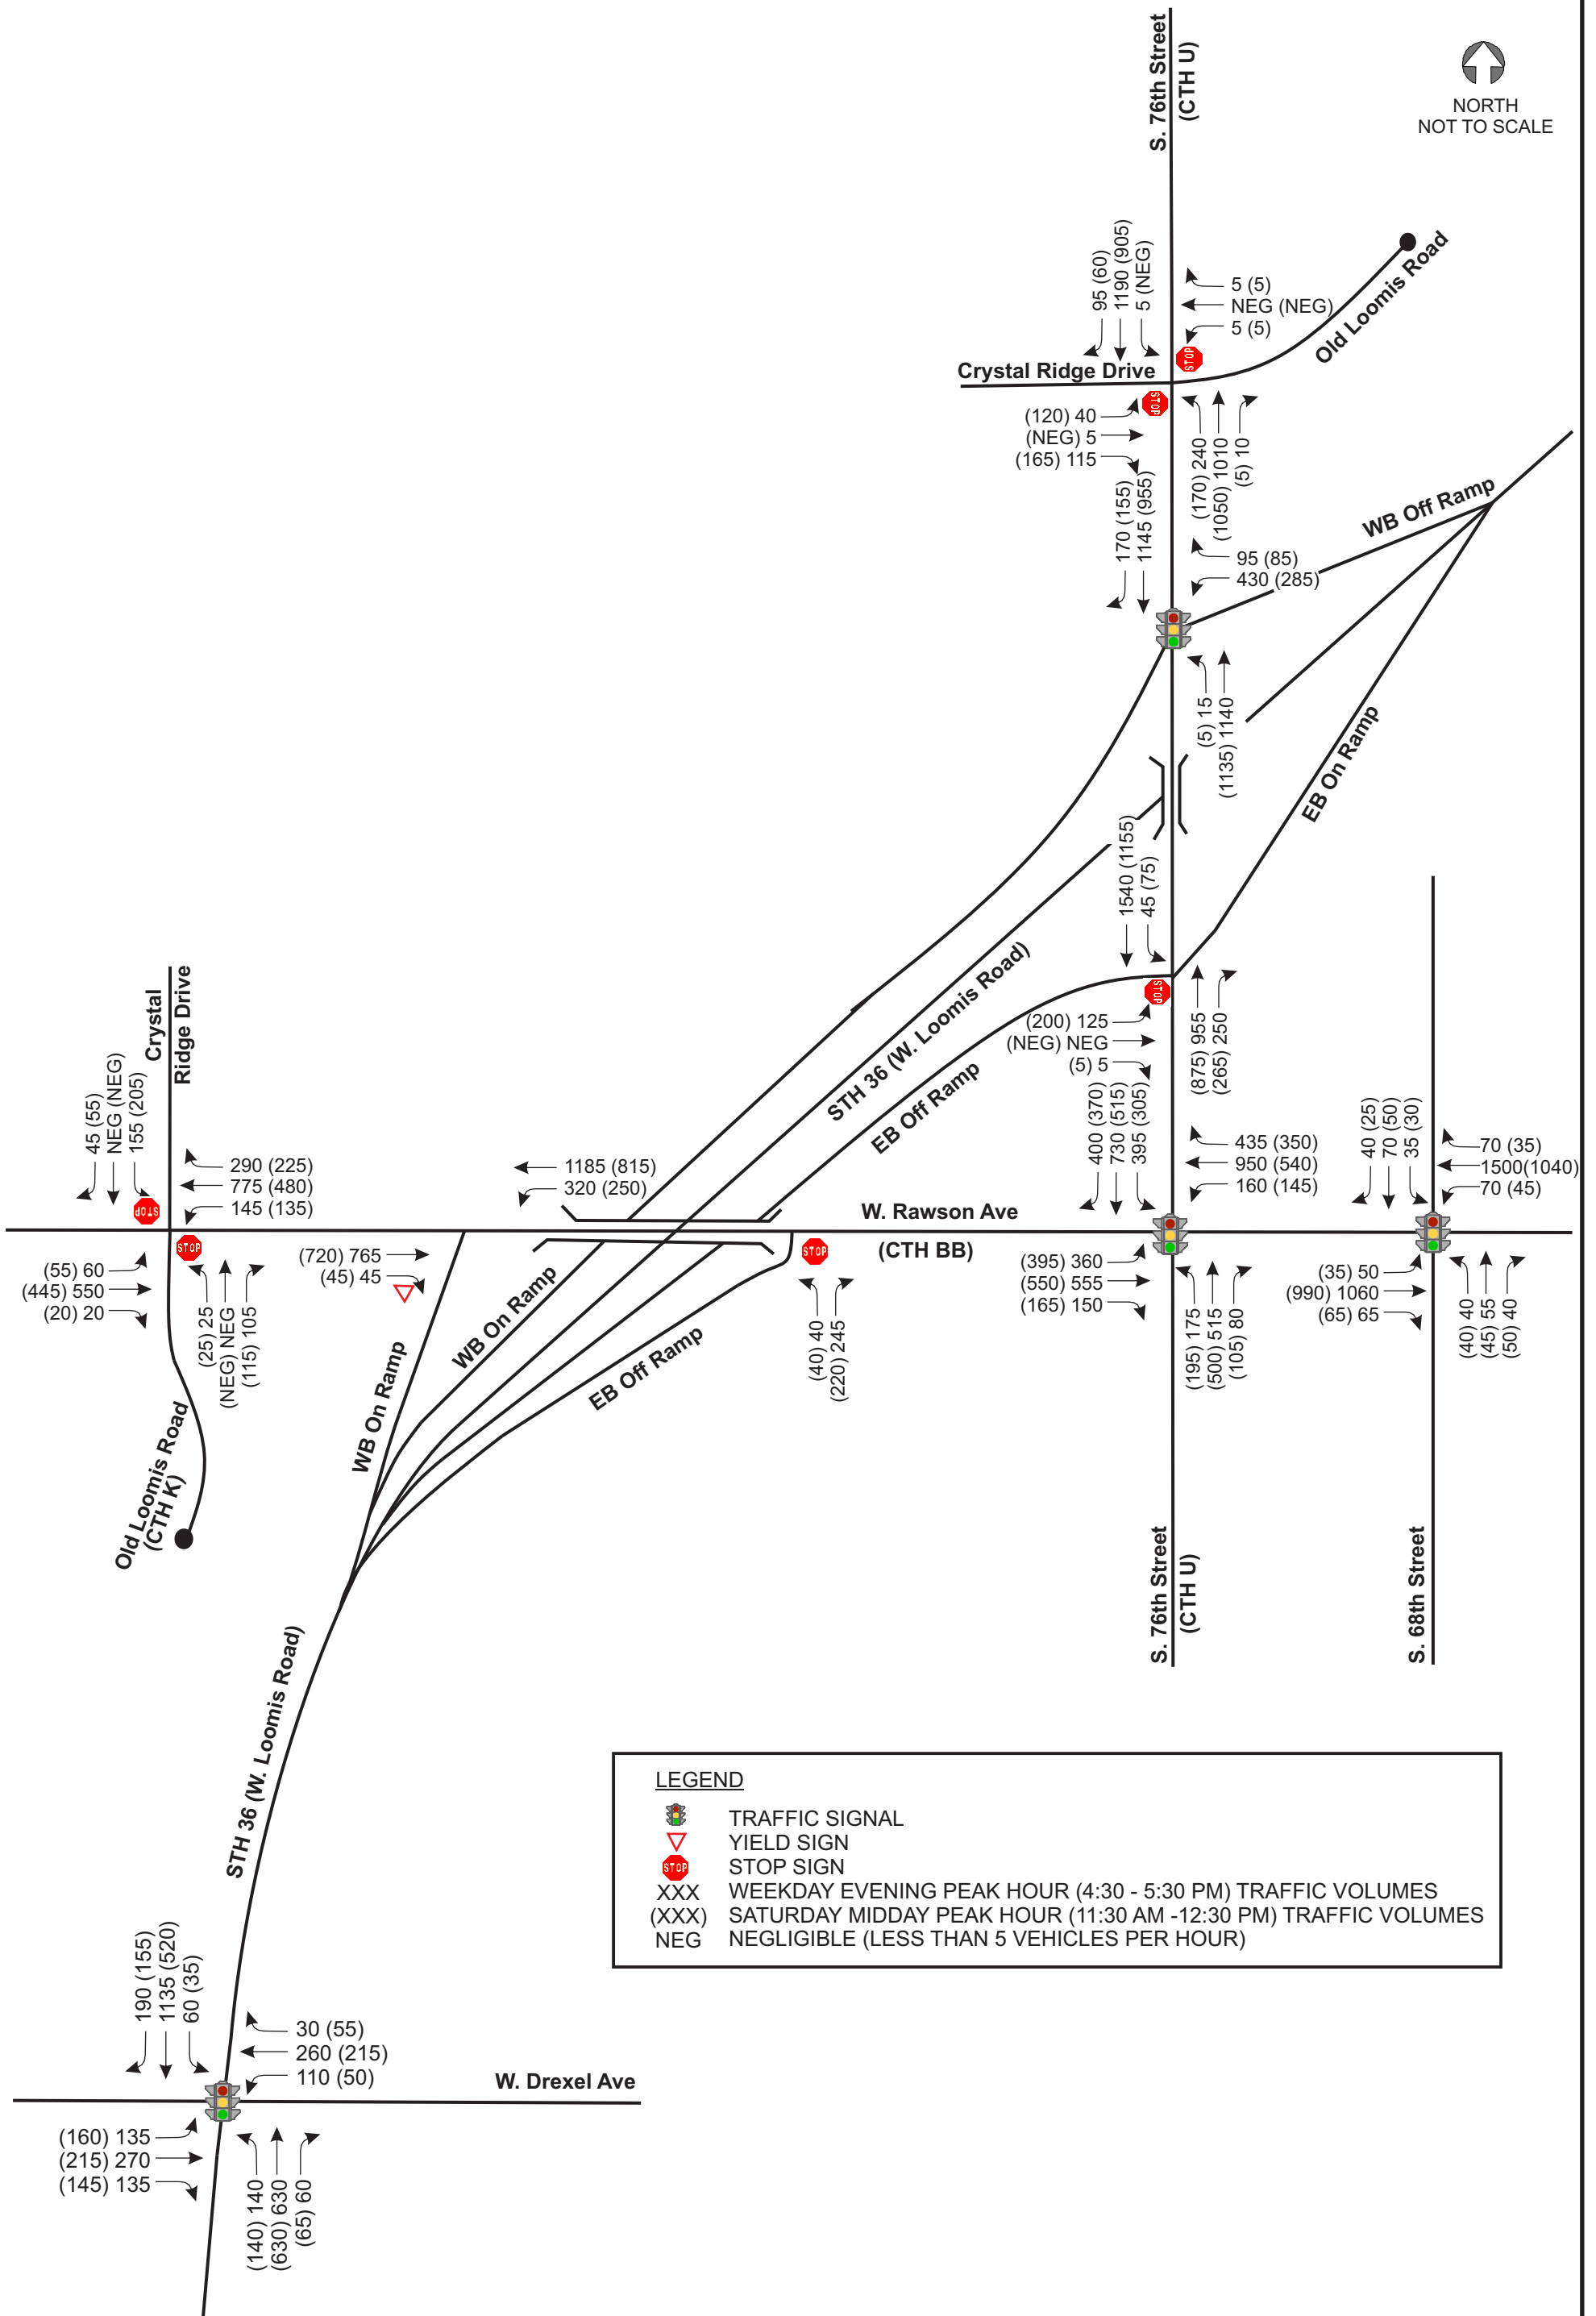 S. 76th Street
(CTH U)
NORTH
NOT TO SCALE
95 (60)
1190 (905)
5 (NEG)
5 (5)
NEG (NEG)
5 (5)
Old Loomis Road
STOP
Crystal Ridge Drive
STOP
(120) 40
(NEG) 5
(165) 115
(170) 240
(1050) 1010
(5) 10
170 (155)
1145 (955)
WB Off Ramp
95 (85)
430 (285)
(5) 15
(1135) 1140
EB On Ramp
1540 (1155)
45 (75)
STH 36 (W. Loomis Road)
STOP
(200) 125
(NEG) NEG
(5) 5
(875) 955
(265) 250
EB Off Ramp
Crystal
Ridge Drive
45 (55)
NEG (NEG)
155 (205)
290 (225)
775 (480)
145 (135)
STOP
1185 (815)
320 (250)
400 (370)
730 (515)
395 (305)
435 (350)
950 (540)
160 (145)
40 (25)
70 (50)
35 (30)
70 (35)
1500(1040)
70 (45)
W. Rawson Ave
(CTH BB)
STOP
(55) 60
(445) 550
(20) 20
(25) 25
(NEG) NEG
(115) 105
(720) 765
(45) 45
STOP
(40) 40
(220) 245
(395) 360
(550) 555
(165) 150
(195) 175
(500) 515
(105) 80
(35) 50
(990) 1060
(65) 65
(40) 40
(45) 55
(50) 40
WB On Ramp
WB On Ramp
EB Off Ramp
Old Loomis Road
(CTH K)
S. 76th Street
(CTH U)
S. 68th Street
STH 36 (W. Loomis Road)
LEGEND
TRAFFIC SIGNAL
YIELD SIGN
STOP STOP SIGN
XXX WEEKDAY EVENING PEAK HOUR (4:30 - 5:30 PM) TRAFFIC VOLUMES
(XXX) SATURDAY MIDDAY PEAK HOUR (11:30 AM -12:30 PM) TRAFFIC VOLUMES
NEG NEGLIGIBLE (LESS THAN 5 VEHICLES PER HOUR)
190 (155)
1135 (520)
60 (35)
30 (55)
260 (215)
110 (50)
W. Drexel Ave
(160) 135
(215) 270
(145) 135
(140) 140
(630) 630
(65) 60